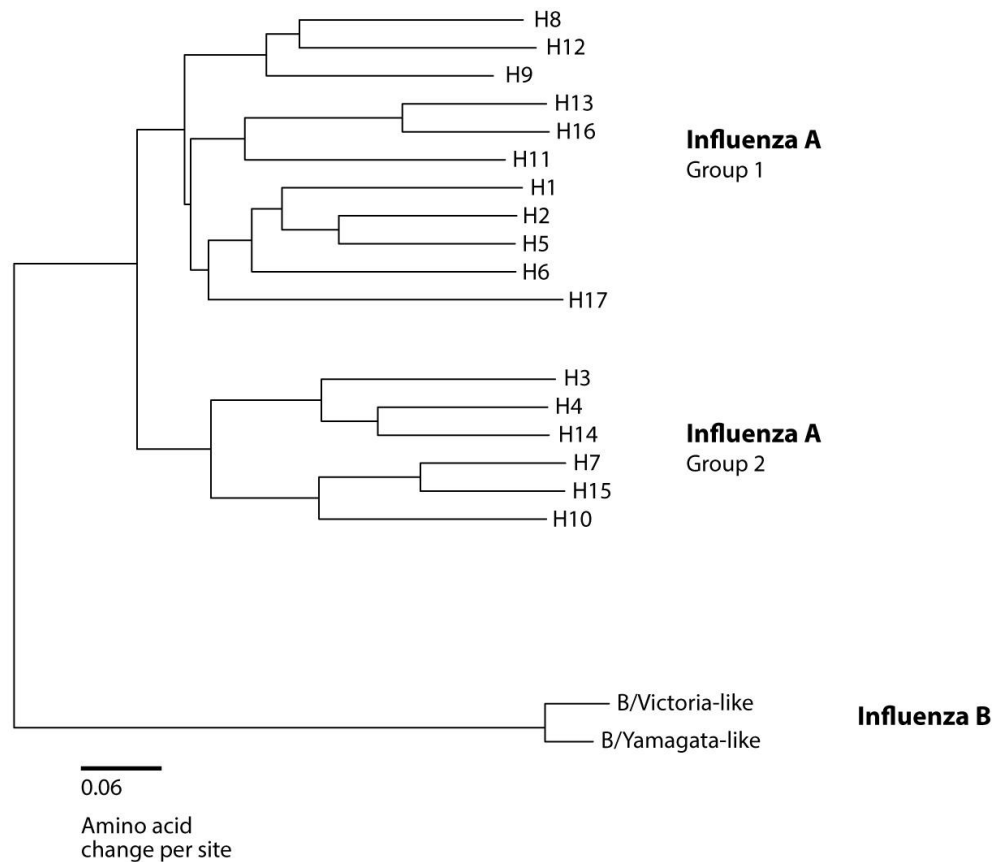 H8
H12
H9
H13
H16
H11
H1
H2
H5
H6
H17
Influenza A
Group 1
H3
H4
H14
H7
H15
H10
Influenza A
Group 2
B/Victoria-like
B/Yamagata-like
Influenza B
0.06
Amino acid
change per site